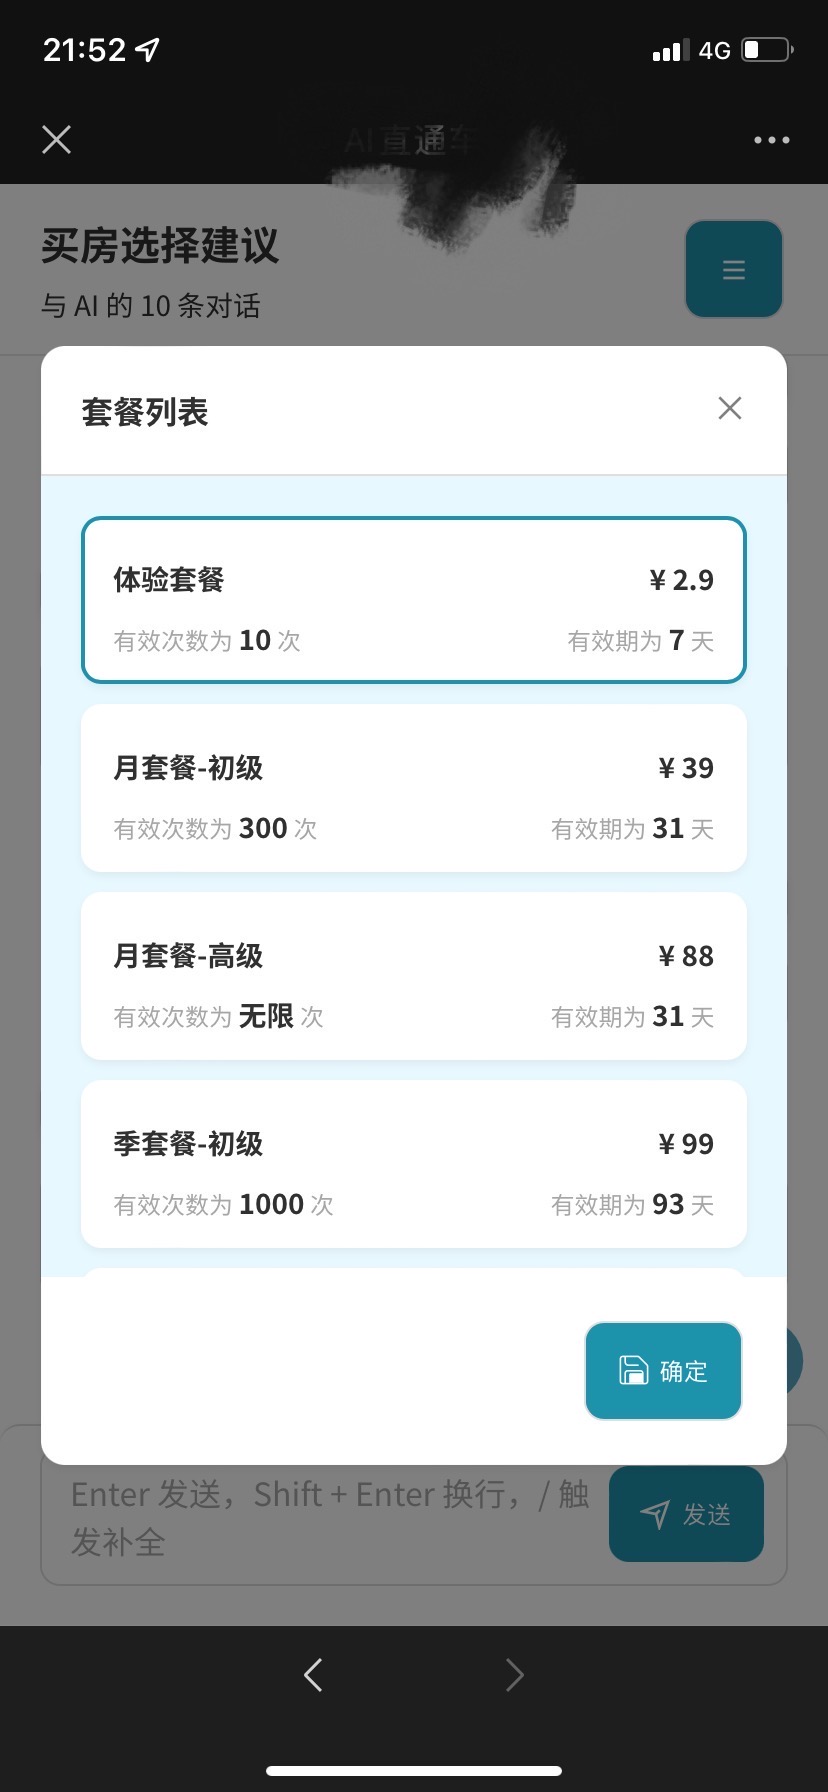 21:52
4G
直通
买房选择建议
与 AI 的 10 条对话
套餐列表
体验套餐
¥ 2.9
有效次数为 10 次
有效期为 7 天
月套餐-初级
¥ 39
有效次数为 300 次
有效期为 31 天
月套餐-高级
¥ 88
有效次数为 无限 次
有效期为 31 天
季套餐-初级
¥ 99
有效次数为 1000 次
有效期为 93 天
确定
Enter 发送，Shift + Enter 换行，/ 触
发补全
发送